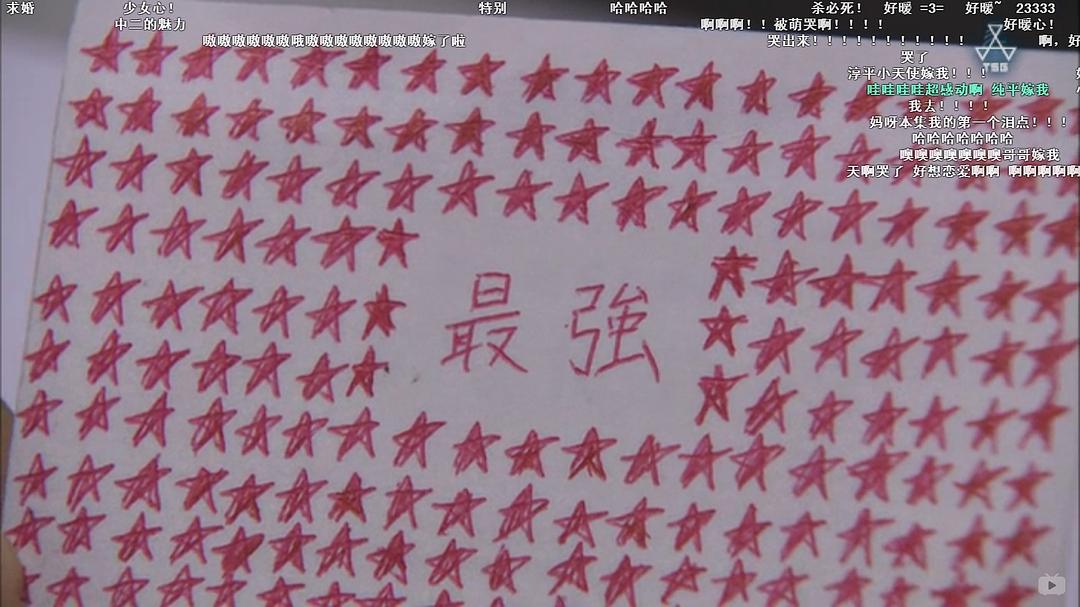 求婚 少女心！ 特别 哈哈哈哈 杀必死！ 好暖 =3= 好暖~ 23333
中二的魅力 啊啊啊！！被萌哭啊！！！！ 好暖心！
嗷嗷嗷嗷嗷嗷哦嗷嗷嗷嗷嗷嗷嗷嗷嫁了啦 哭出来！！！！！！！！！！！ 啊，好
哭了
淳平小天使嫁我！！！
TSG
哇哇哇哇超感动啊 纯平嫁我
我去！！！！
妈呀本集我的第一个泪点！！！
哈哈哈哈哈哈哈
噢噢噢噢噢噢噢哥哥嫁我
天啊哭了 好想恋爱啊啊 啊啊啊啊啊
最強